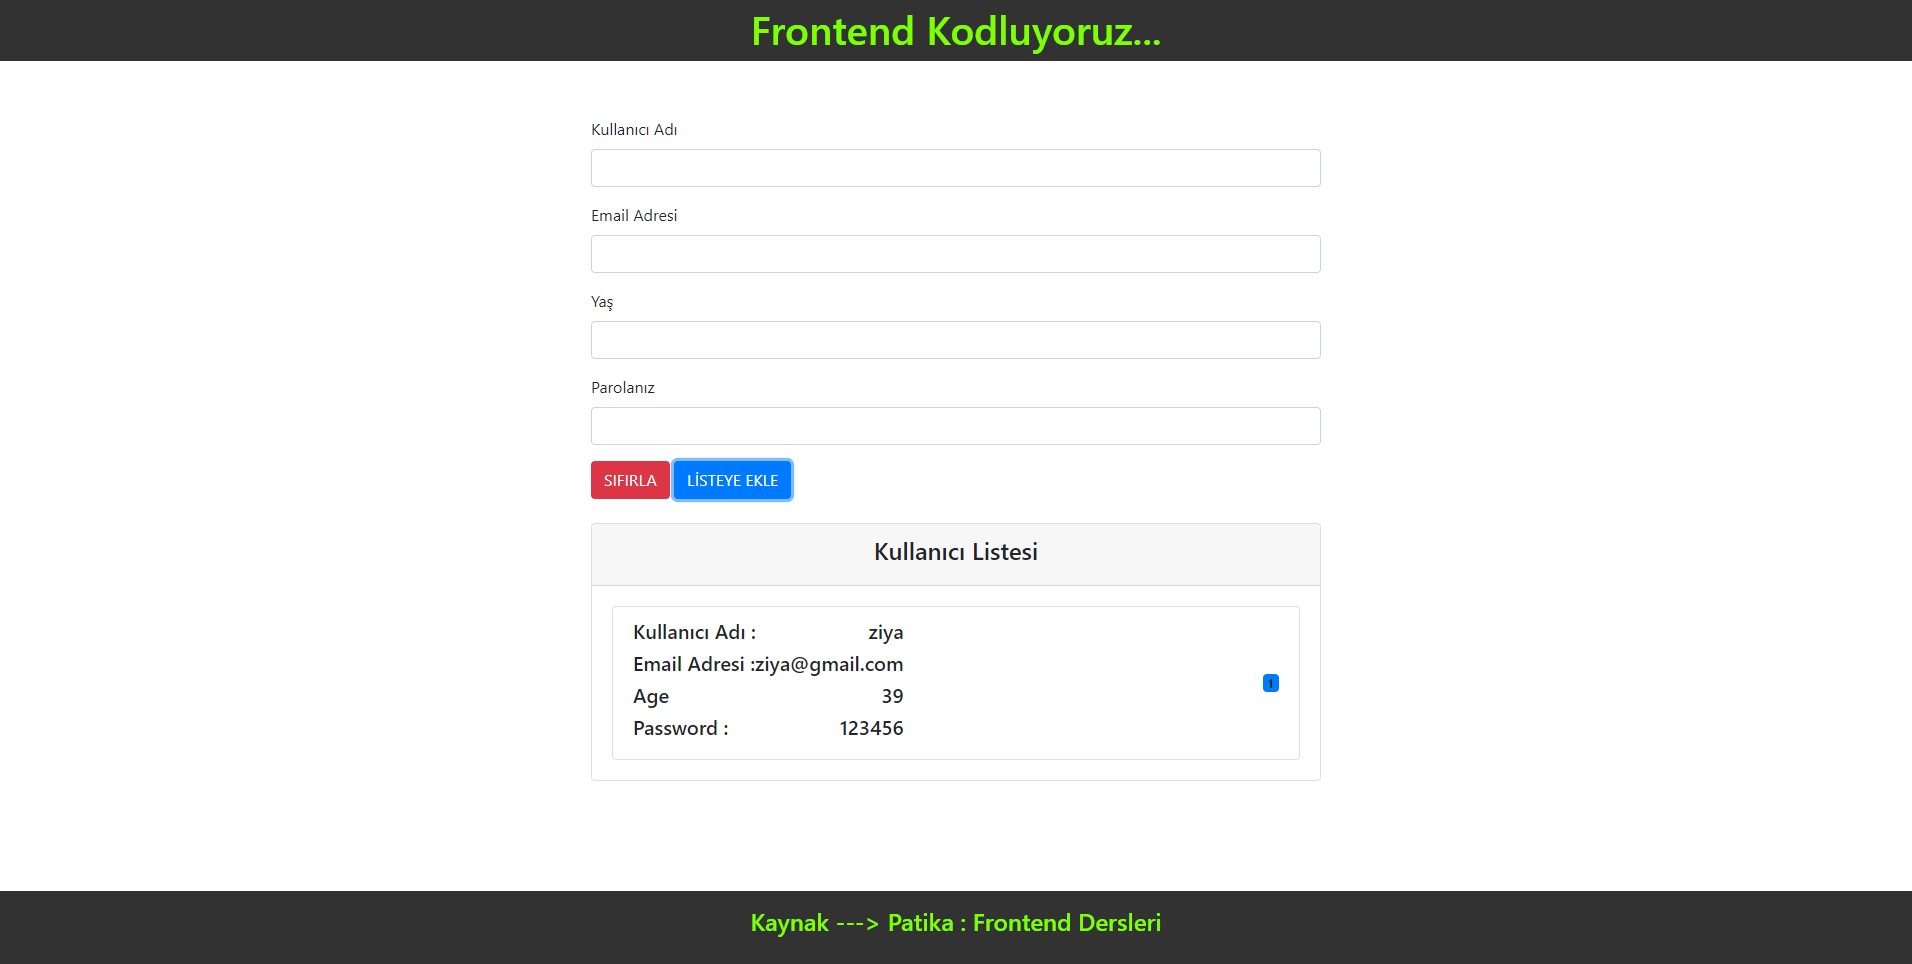 Frontend Kodluyoruz...
Kullanıcı Adı
Email Adresi
Yaş
Parolanız
SIFIRLA LİSTEYE EKLE
Kullanıcı Listesi
Kullanıcı Adı : ziya
Email Adresi :ziya@gmail.com
Age 39
Password : 123456
1
Kaynak ---> Patika : Frontend Dersleri